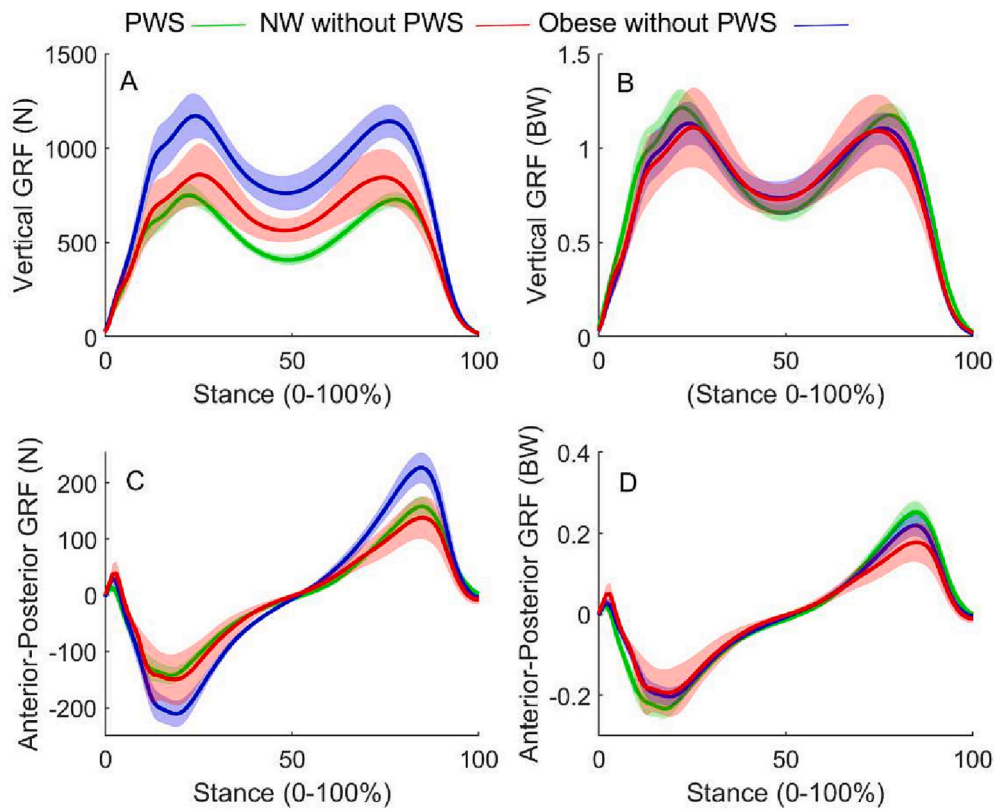 PWS NW without PWS Obese without PWS
A
Vertical GRF (N)
1500
1000
500
0
0 50 100
Stance (0-100%)
B
Vertical GRF (BW)
1.5
1
0.5
0
0 50 100
(Stance 0-100%)
C
Anterior-Posterior GRF (N)
200
100
0
-100
-200
0 50 100
Stance (0-100%)
D
Anterior-Posterior GRF (BW)
0.4
0.2
0
-0.2
0 50 100
Stance (0-100%)